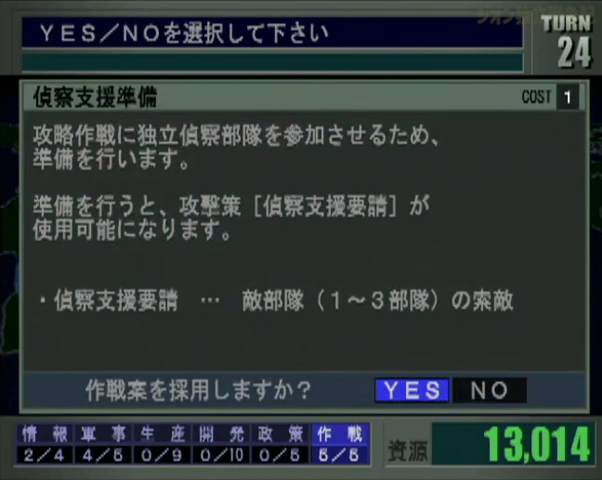 YES/NOを選択して下さい
TURN
24
偵察支援準備
COST 1
攻略作戦に独立偵察部隊を参加させるため、
準備を行います。
準備を行うと、攻撃策［偵察支援要請］が
使用可能になります。
・偵察支援要請 … 敵部隊（１～３部隊）の索敵
作戦案を採用しますか？ YES NO
情報 軍事 生産 開発 政策 作戦
2/4 4/5 0/9 0/10 0/5 5/5
資源 13,014